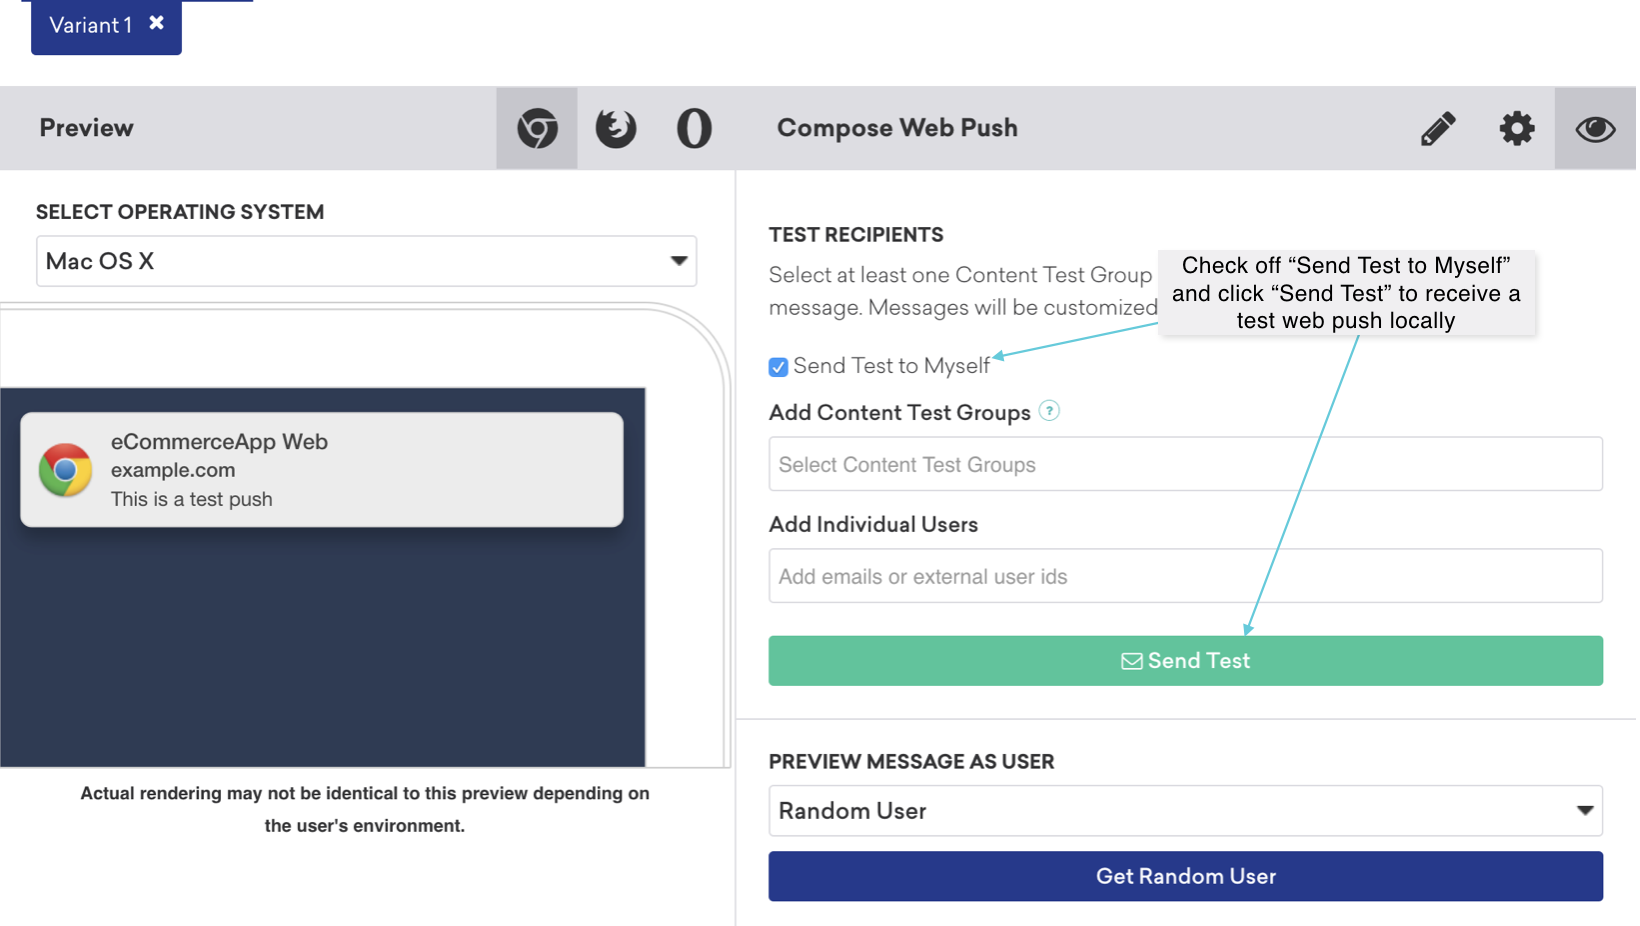 Variant 1 ✖
Preview
Compose Web Push
SELECT OPERATING SYSTEM
Mac OS X
eCommerceApp Web
example.com
This is a test push
Actual rendering may not be identical to this preview depending on
the user's environment.
TEST RECIPIENTS
Select at least one Content Test Group
message. Messages will be customized
Check off “Send Test to Myself”
and click “Send Test” to receive a
test web push locally
Send Test to Myself
Add Content Test Groups ?
Select Content Test Groups
Add Individual Users
Add emails or external user ids
Send Test
PREVIEW MESSAGE AS USER
Random User
Get Random User